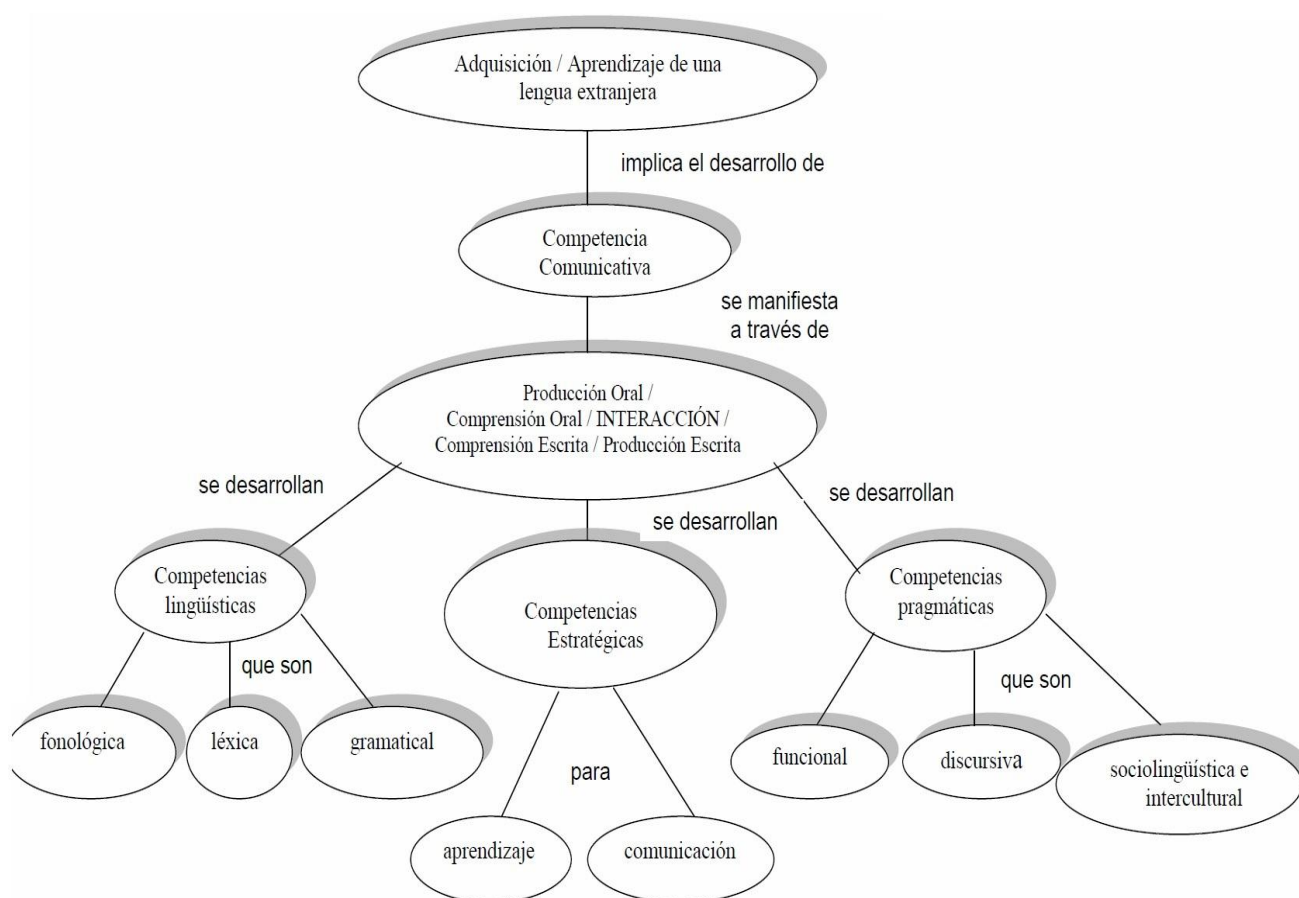 Adquisición / Aprendizaje de una
lengua extranjera
implica el desarrollo de
Competencia
Comunicativa
se manifiesta
a través de
Producción Oral /
Comprensión Oral / INTERACCIÓN /
Comprensión Escrita / Producción Escrita
se desarrollan
se desarrollan
se desarrollan
Competencias
lingüísticas
Competencias
Estratégicas
Competencias
pragmáticas
que son
que son
fonológica
léxica
gramatical
para
funcional
discursiva
sociolingüística e
intercultural
aprendizaje
comunicación